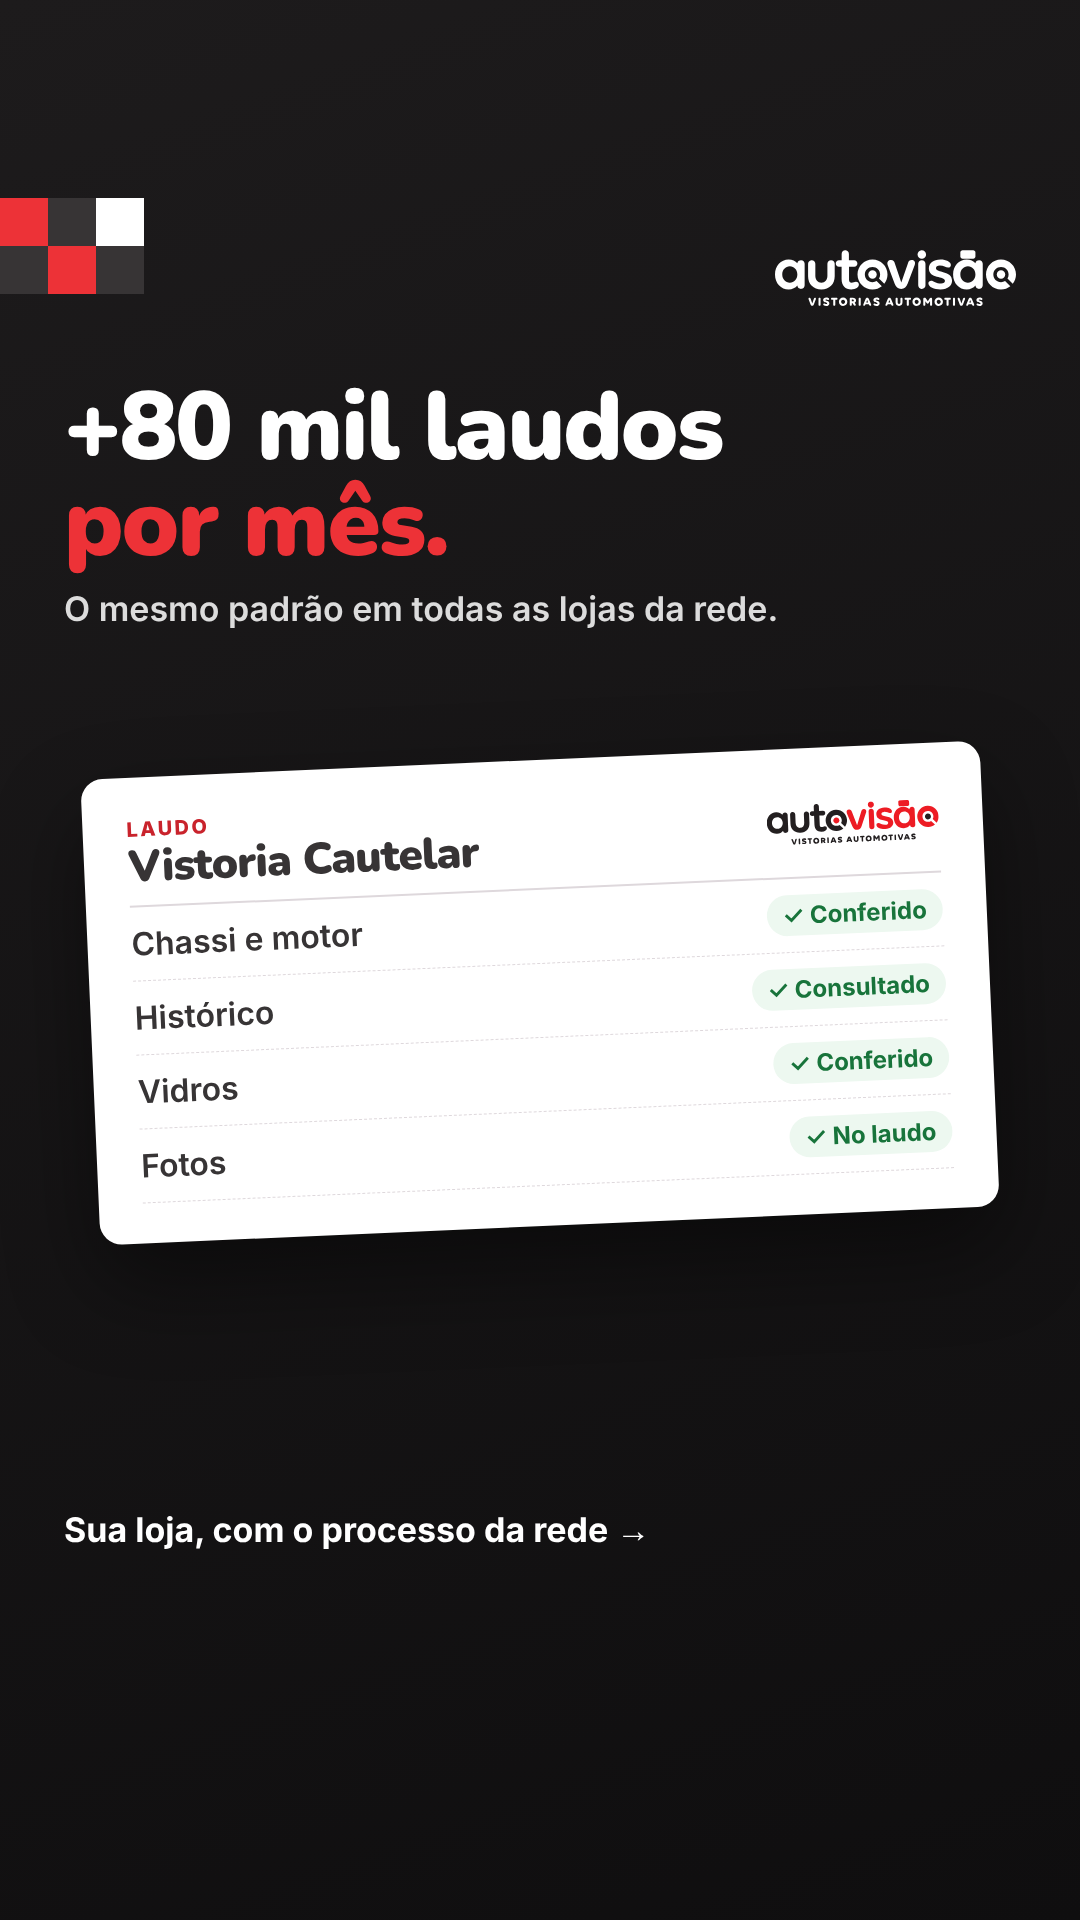 autovisão
VISTORIAS AUTOMOTIVAS
+80 mil laudos
por mês.
O mesmo padrão em todas as lojas da rede.
LAUDO
Vistoria Cautelar
autovisão
VISTORIAS AUTOMOTIVAS
Chassi e motor
✓ Conferido
Histórico
✓ Consultado
Vidros
✓ Conferido
Fotos
✓ No laudo
Sua loja, com o processo da rede →